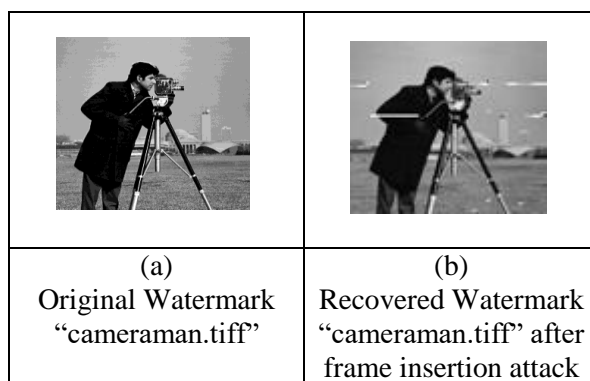 (a)
Original Watermark
“cameraman.tiff”
(b)
Recovered Watermark
“cameraman.tiff” after
frame insertion attack